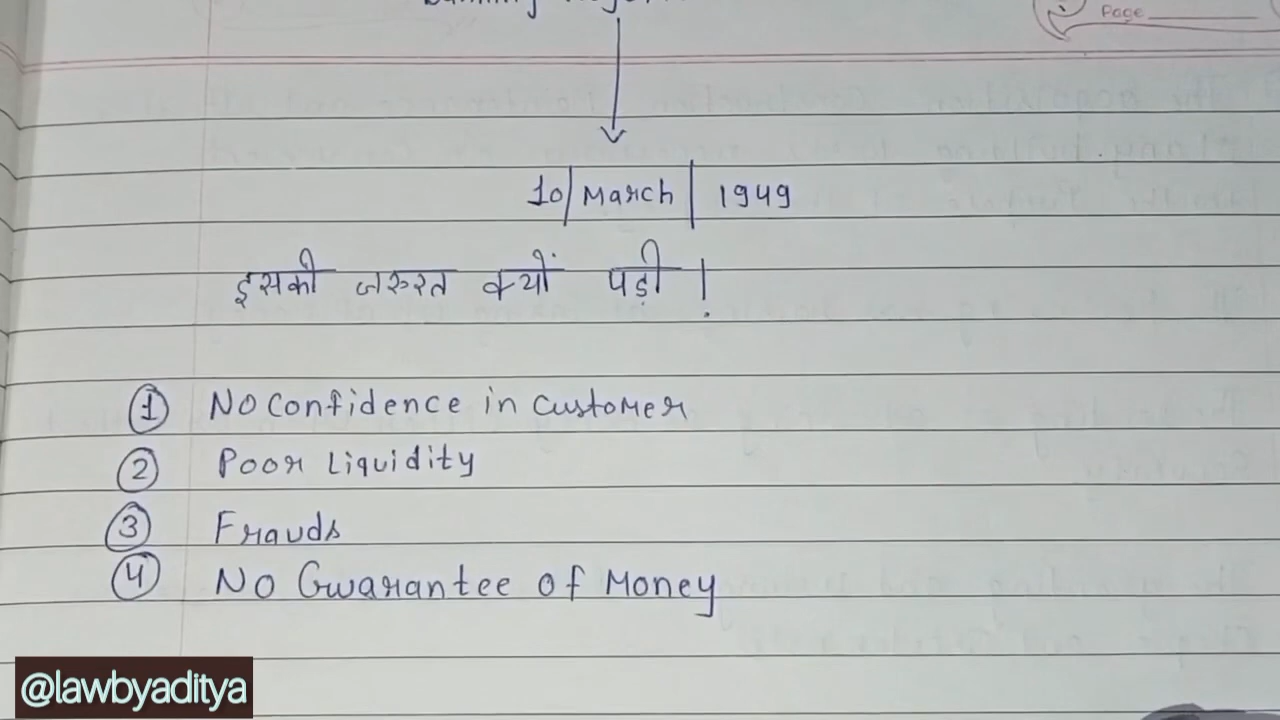 Page
10/March/1949
इसकी जरुरत क्यों पड़ी !
① No Confidence in Customer
② Poor Liquidity
③ Frauds
④ No Gwarantee of Money
@lawbyaditya